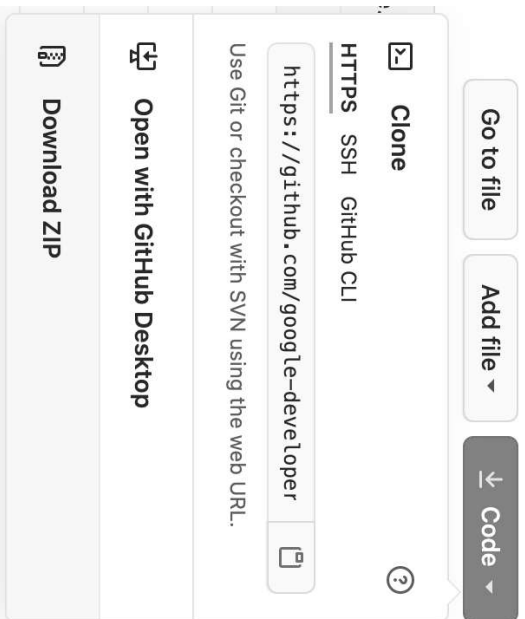 Go to file Add file Code
Clone
HTTPS SSH GitHub CLI
https://github.com/google-developer
Use Git or checkout with SVN using the web URL.
Open with GitHub Desktop
Download ZIP